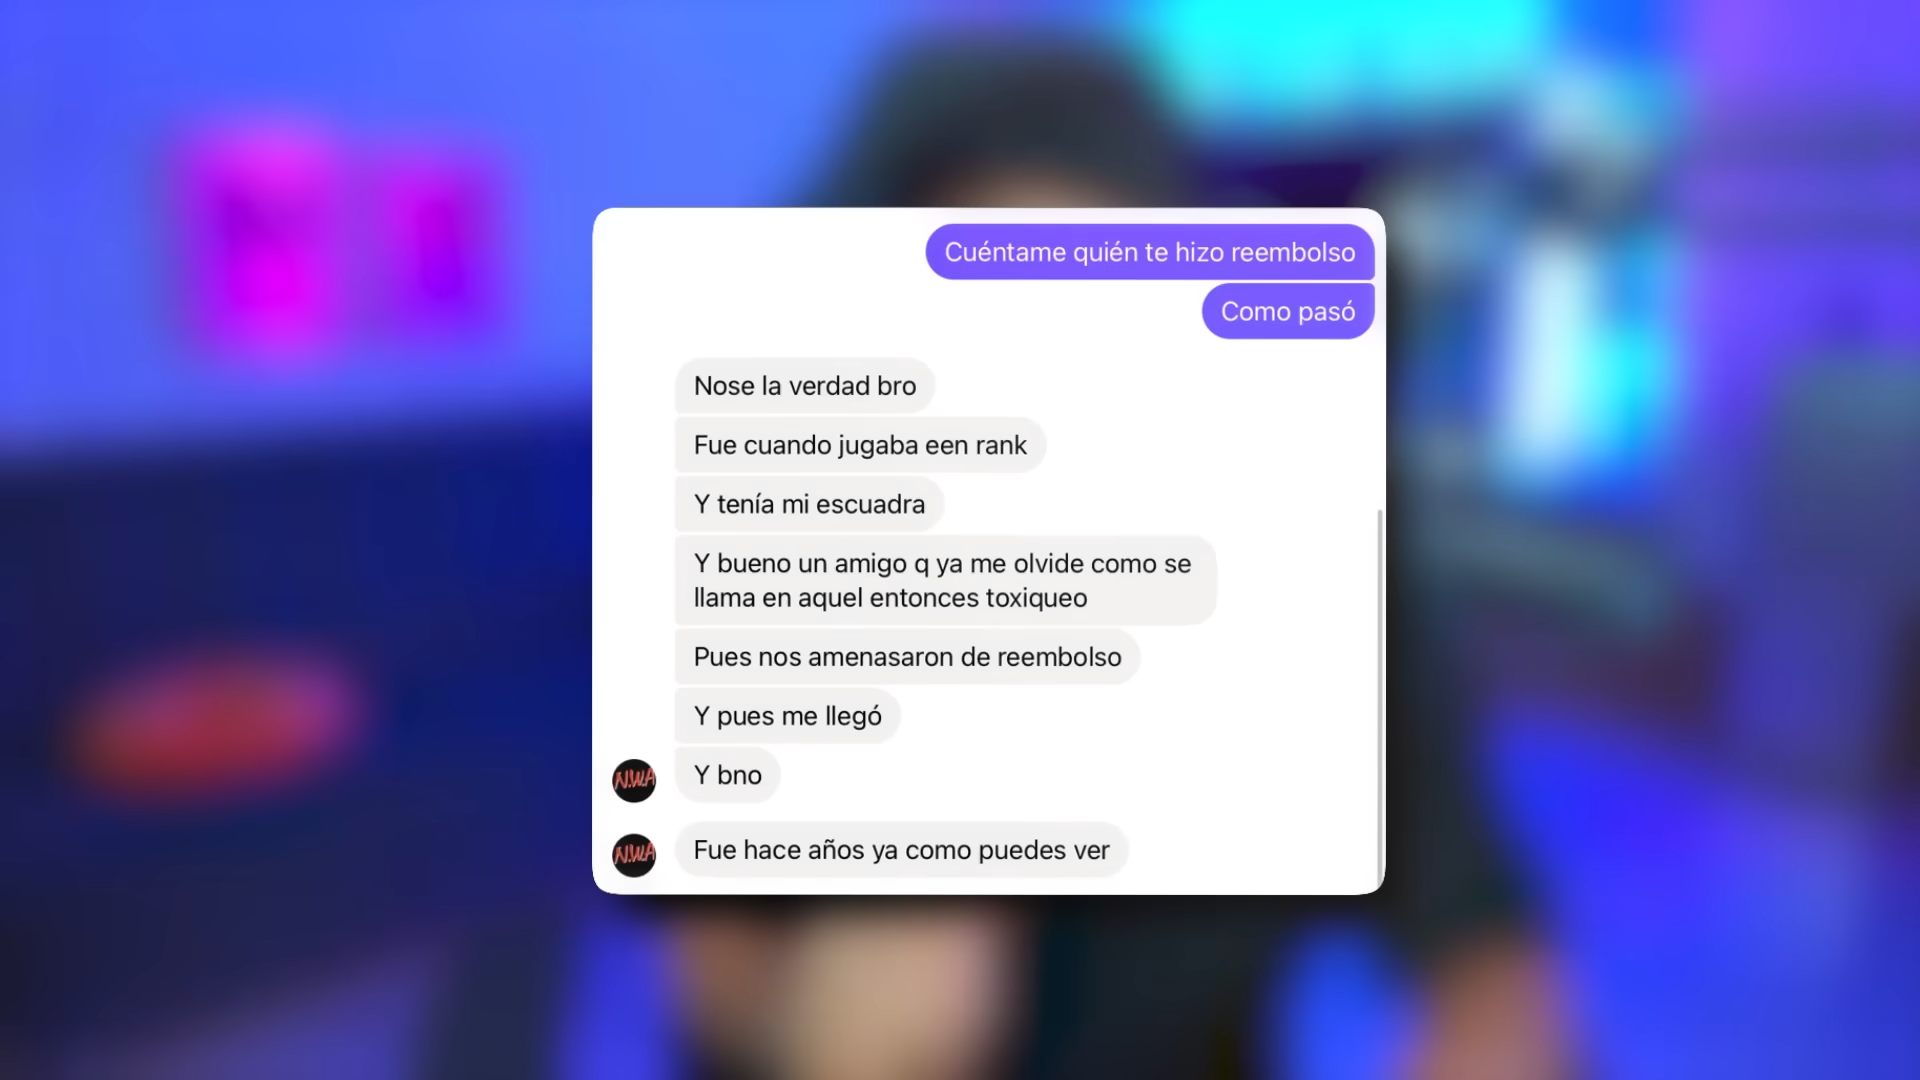 Cuéntame quién te hizo reembolso
Como pasó
Nose la verdad bro
Fue cuando jugaba een rank
Y tenía mi escuadra
Y bueno un amigo q ya me olvide como se
llama en aquel entonces toxiqueo
Pues nos amenasaron de reembolso
Y pues me llegó
N.W.A
Y bno
N.W.A
Fue hace años ya como puedes ver